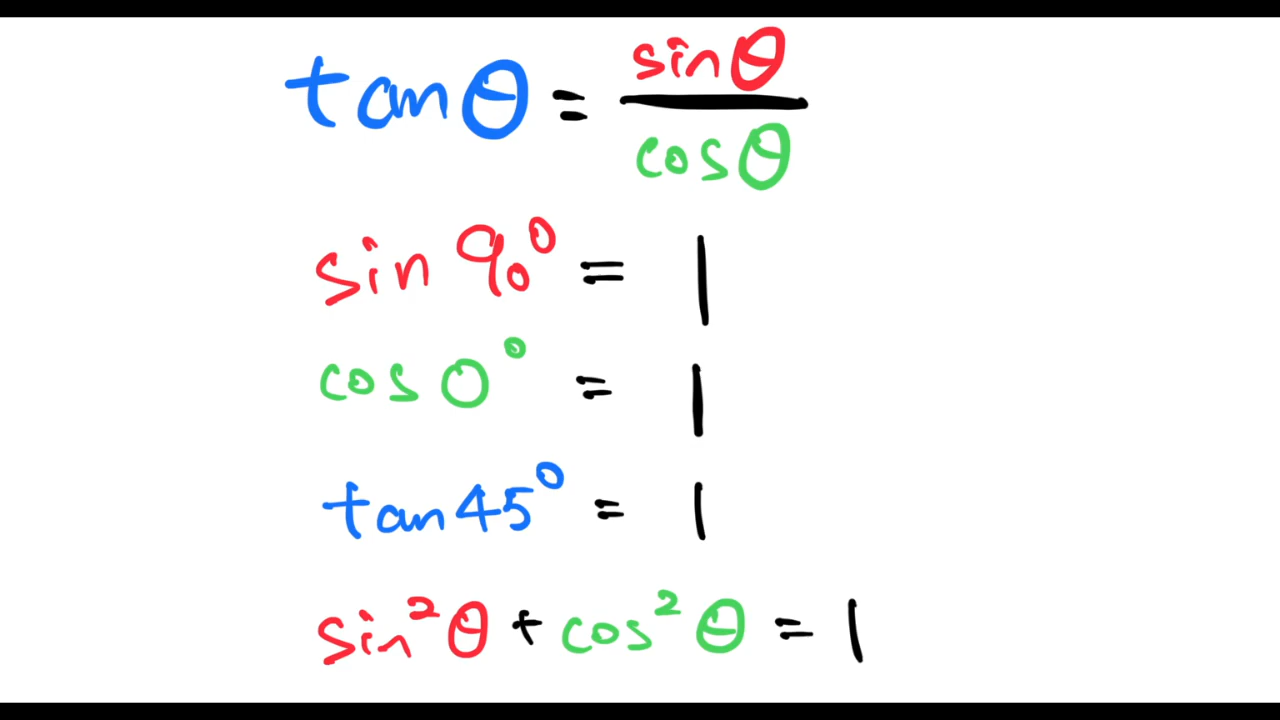 tanθ = sinθ/cosθ
sin 90° = 1
cos 0° = 1
tan 45° = 1
sin²θ + cos²θ = 1